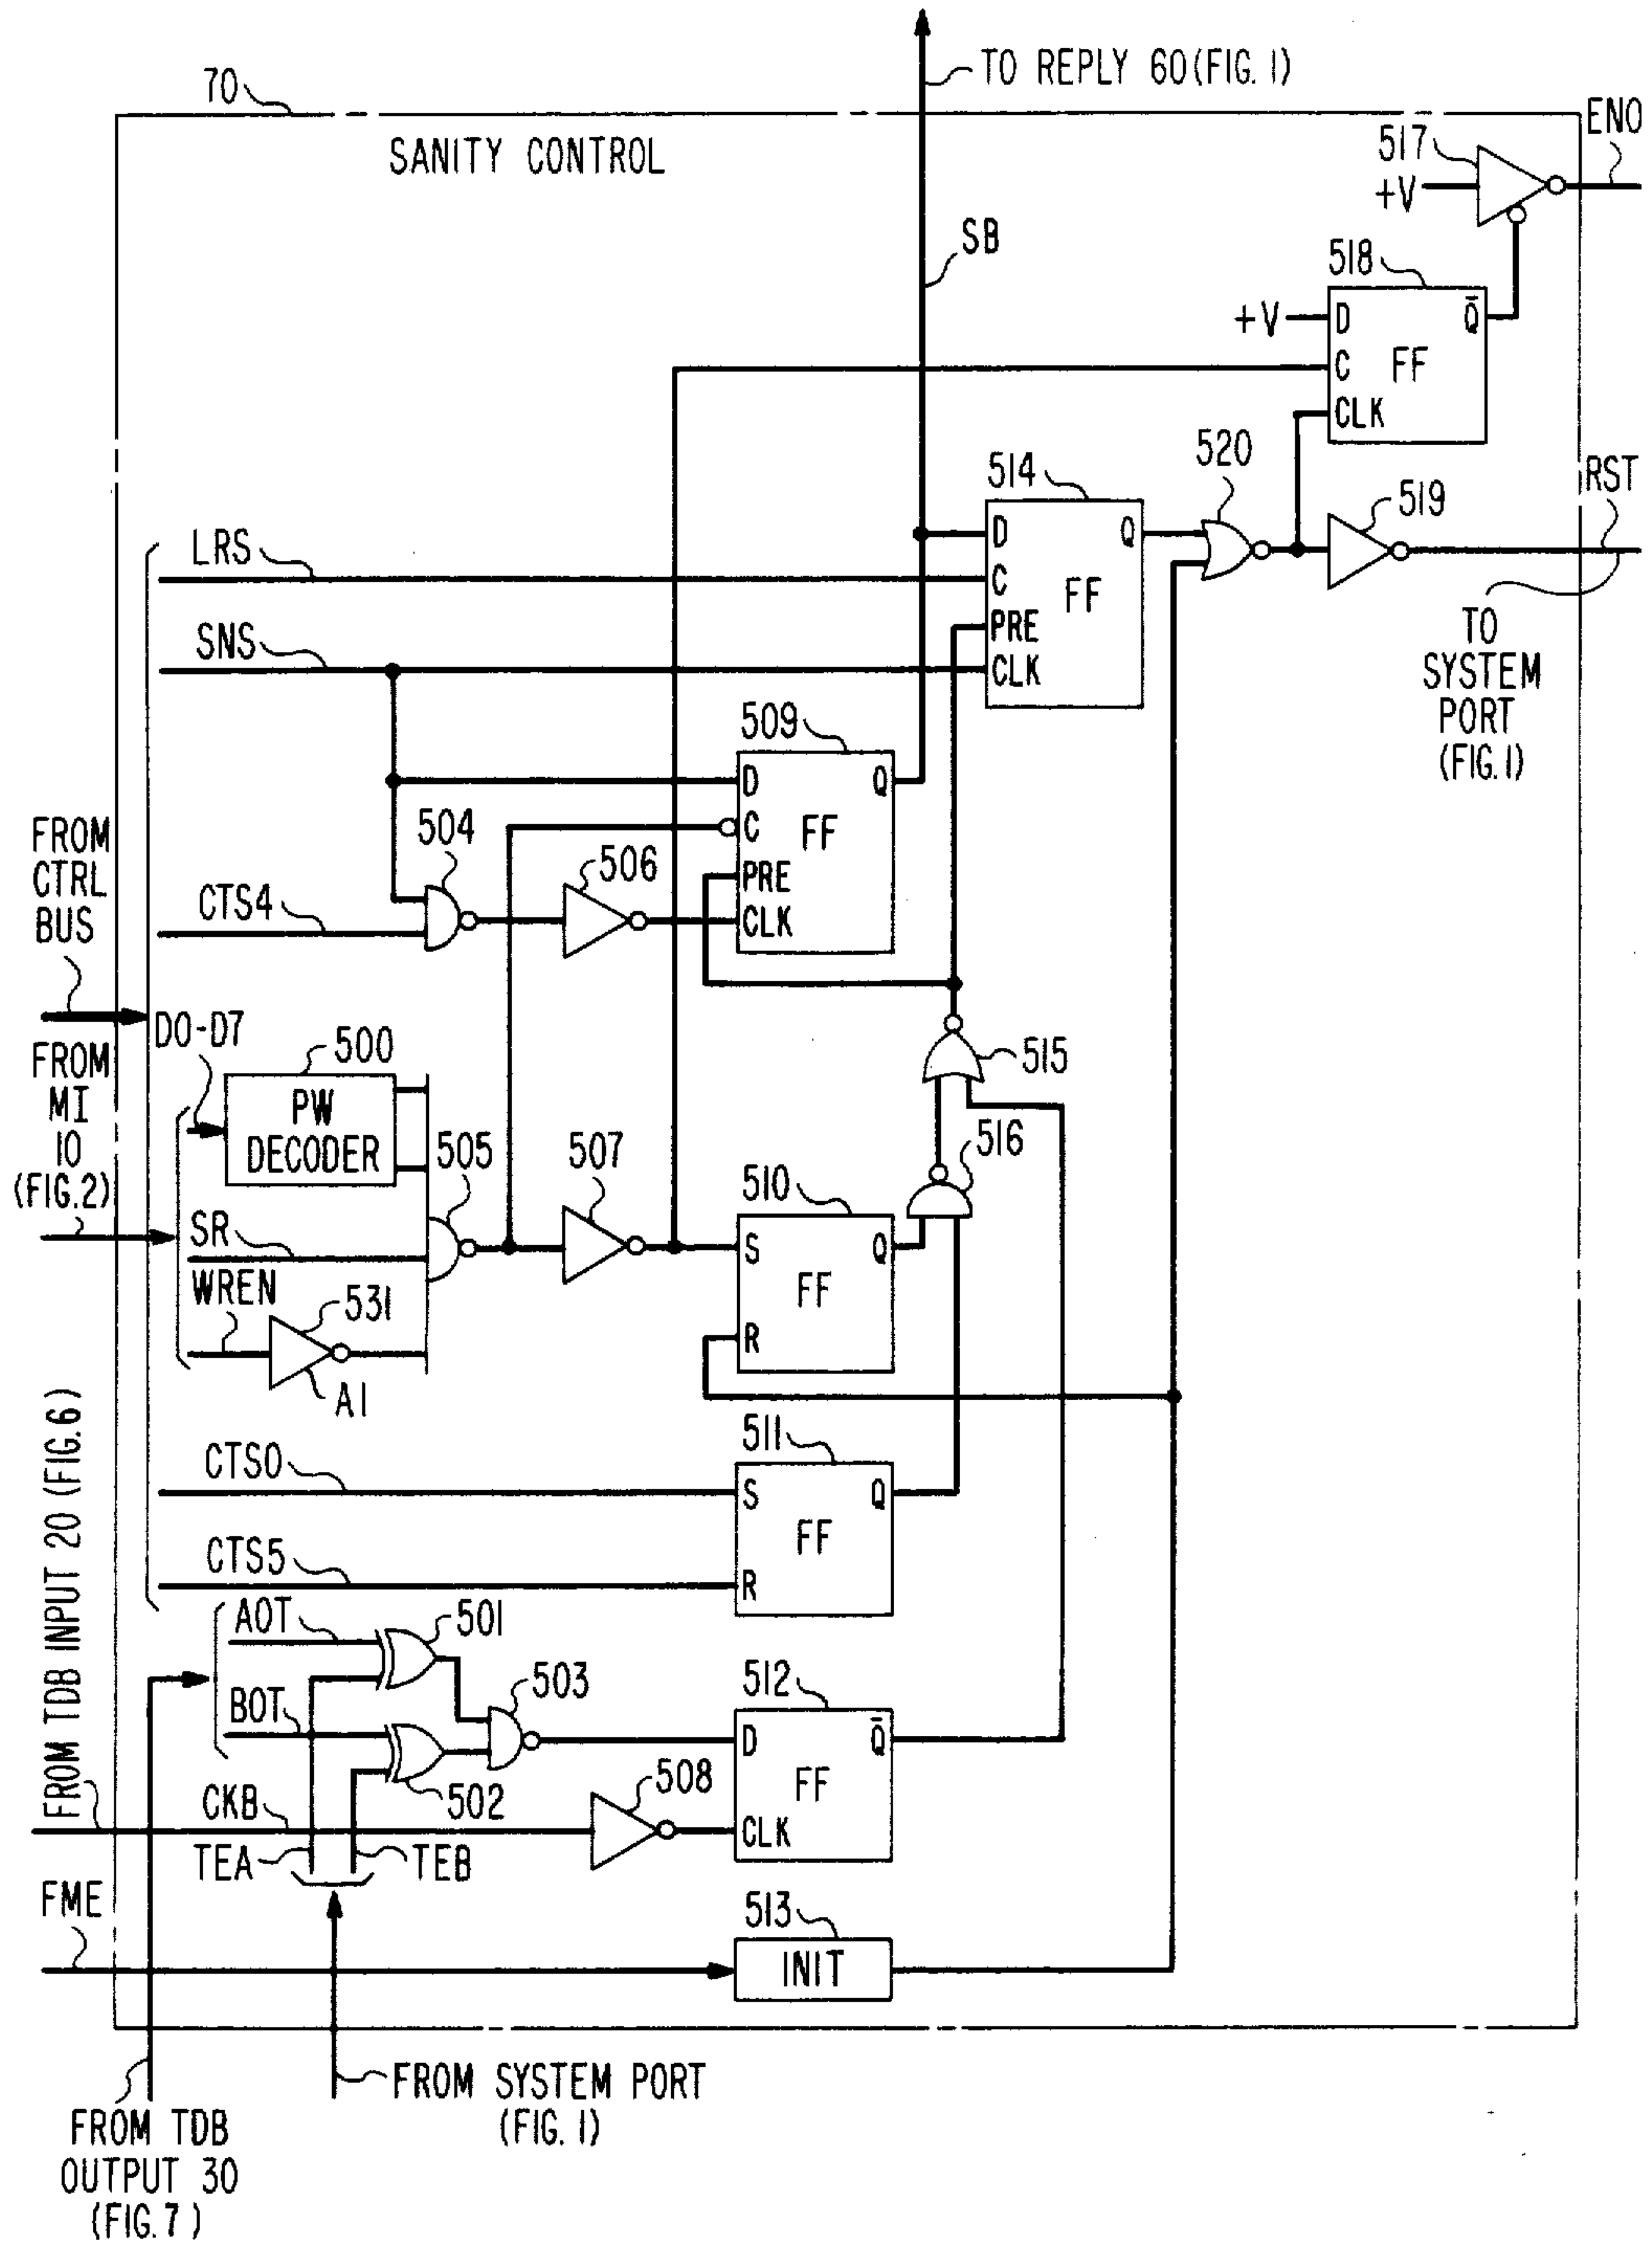 TO REPLY 60 (FIG. 1)
70
SANITY CONTROL
ENO
517
+V
SB
518
+V
D
Q̄
C
FF
CLK
520
514
RST
519
LRS
D
Q
C
FF
PRE
CLK
SNS
TO
SYSTEM
PORT
(FIG. 1)
509
D
Q
C
FF
PRE
CLK
504
506
FROM
CTRL
BUS
CTS4
DO-D7
500
PW
DECODER
515
FROM
MI
10
(FIG. 2)
505
507
516
510
SR
S
Q
FF
R
WREN
531
A1
511
CTS0
S
Q
FF
CTS5
R
FROM TDB INPUT 20 (FIG. 6)
AOT
501
BOT
503
512
D
Q̄
FF
CLK
502
508
CKB
TEA
TEB
FME
513
INIT
FROM SYSTEM PORT
(FIG. 1)
FROM TDB
OUTPUT 30
(FIG. 7)